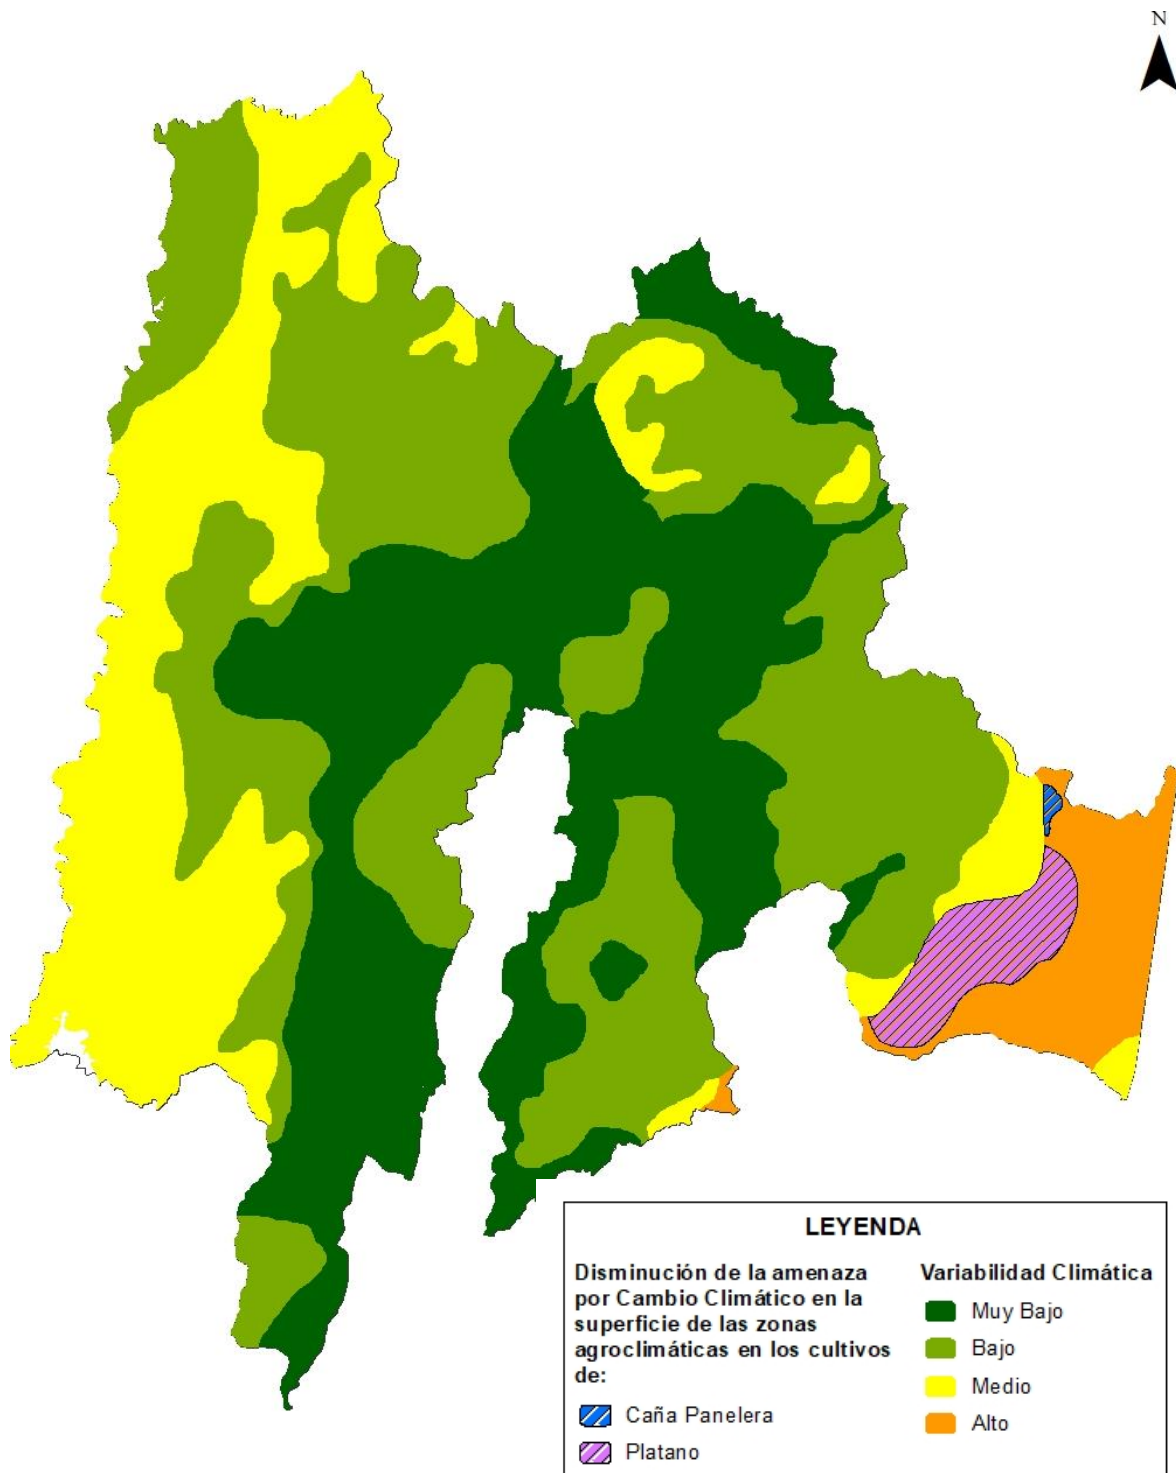 N
LEYENDA
Disminución de la amenaza
por Cambio Climático en la
superficie de las zonas
agroclimáticas en los cultivos
de:
Caña Panelera
Platano
Variabilidad Climática
Muy Bajo
Bajo
Medio
Alto